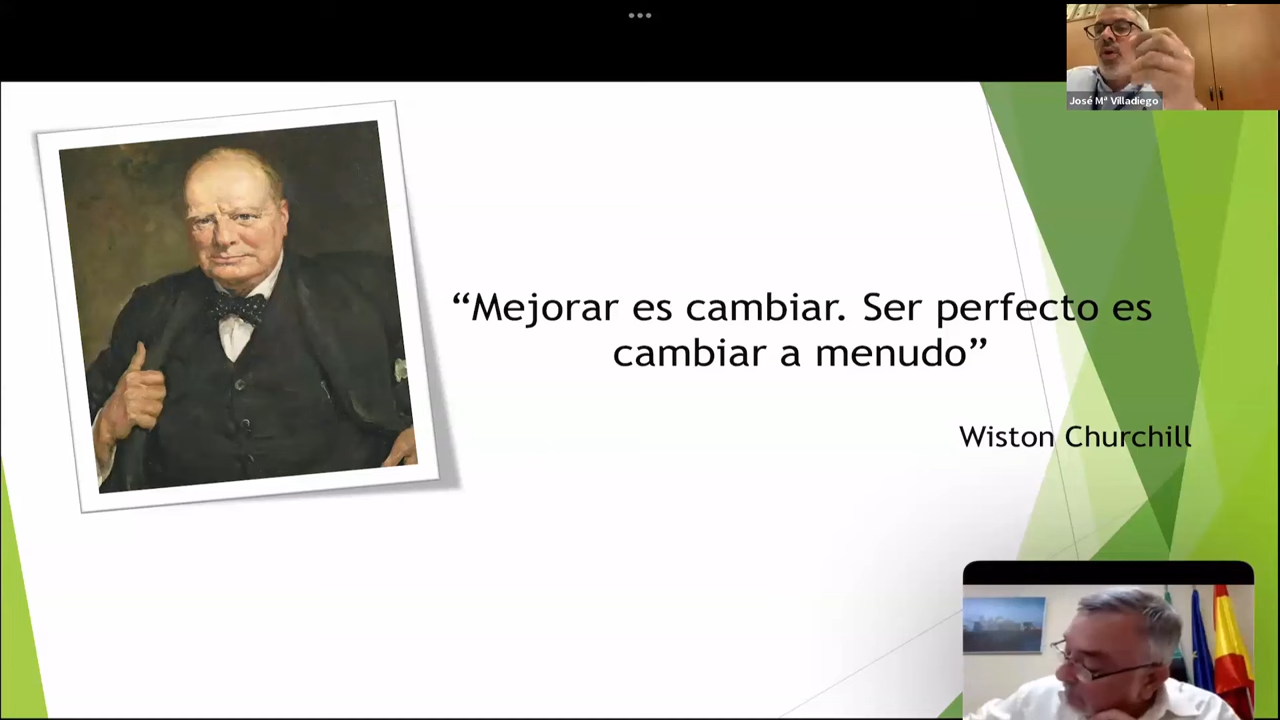 José Mª Villadiego
“Mejorar es cambiar. Ser perfecto es
cambiar a menudo”
Wiston Churchill